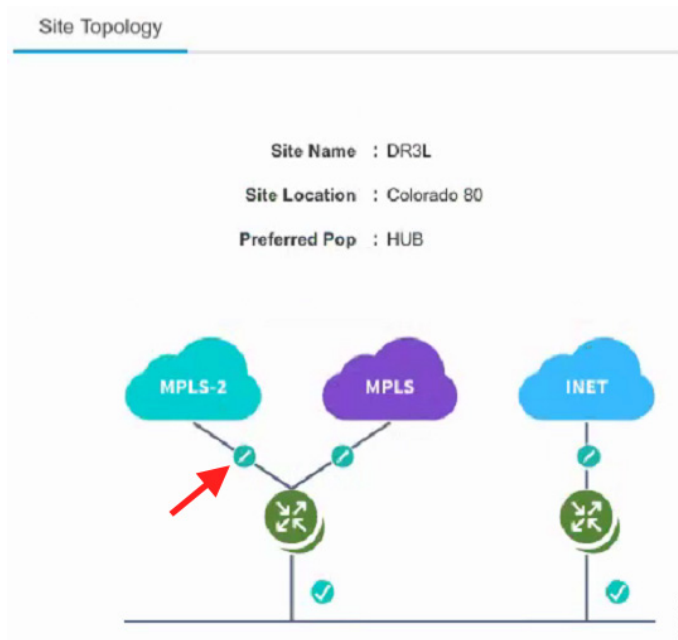 Site Topology
Site Name : DR3L
Site Location : Colorado 80
Preferred Pop : HUB
MPLS-2 MPLS INET